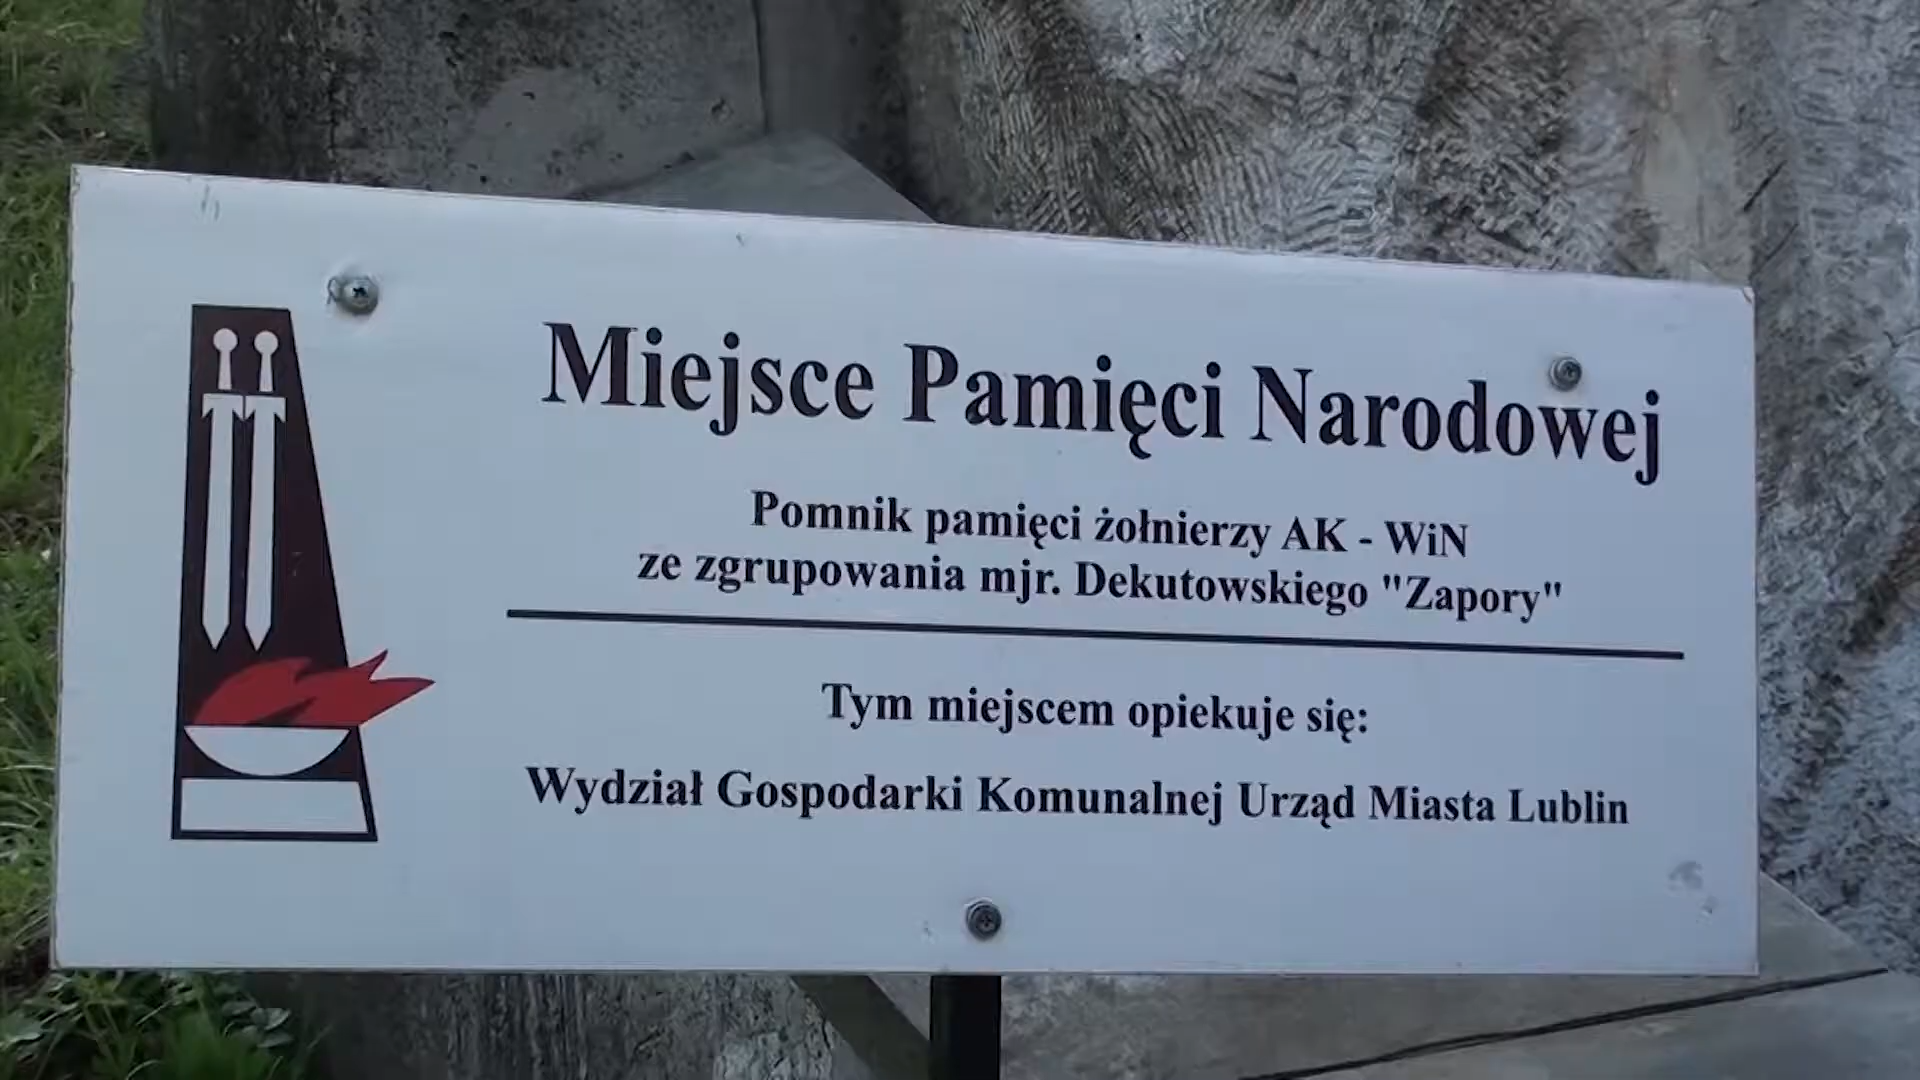 Miejsce Pamięci Narodowej
Pomnik pamięci żołnierzy AK - WiN
ze zgrupowania mjr. Dekutowskiego "Zapory"
Tym miejscem opiekuje się:
Wydział Gospodarki Komunalnej Urząd Miasta Lublin